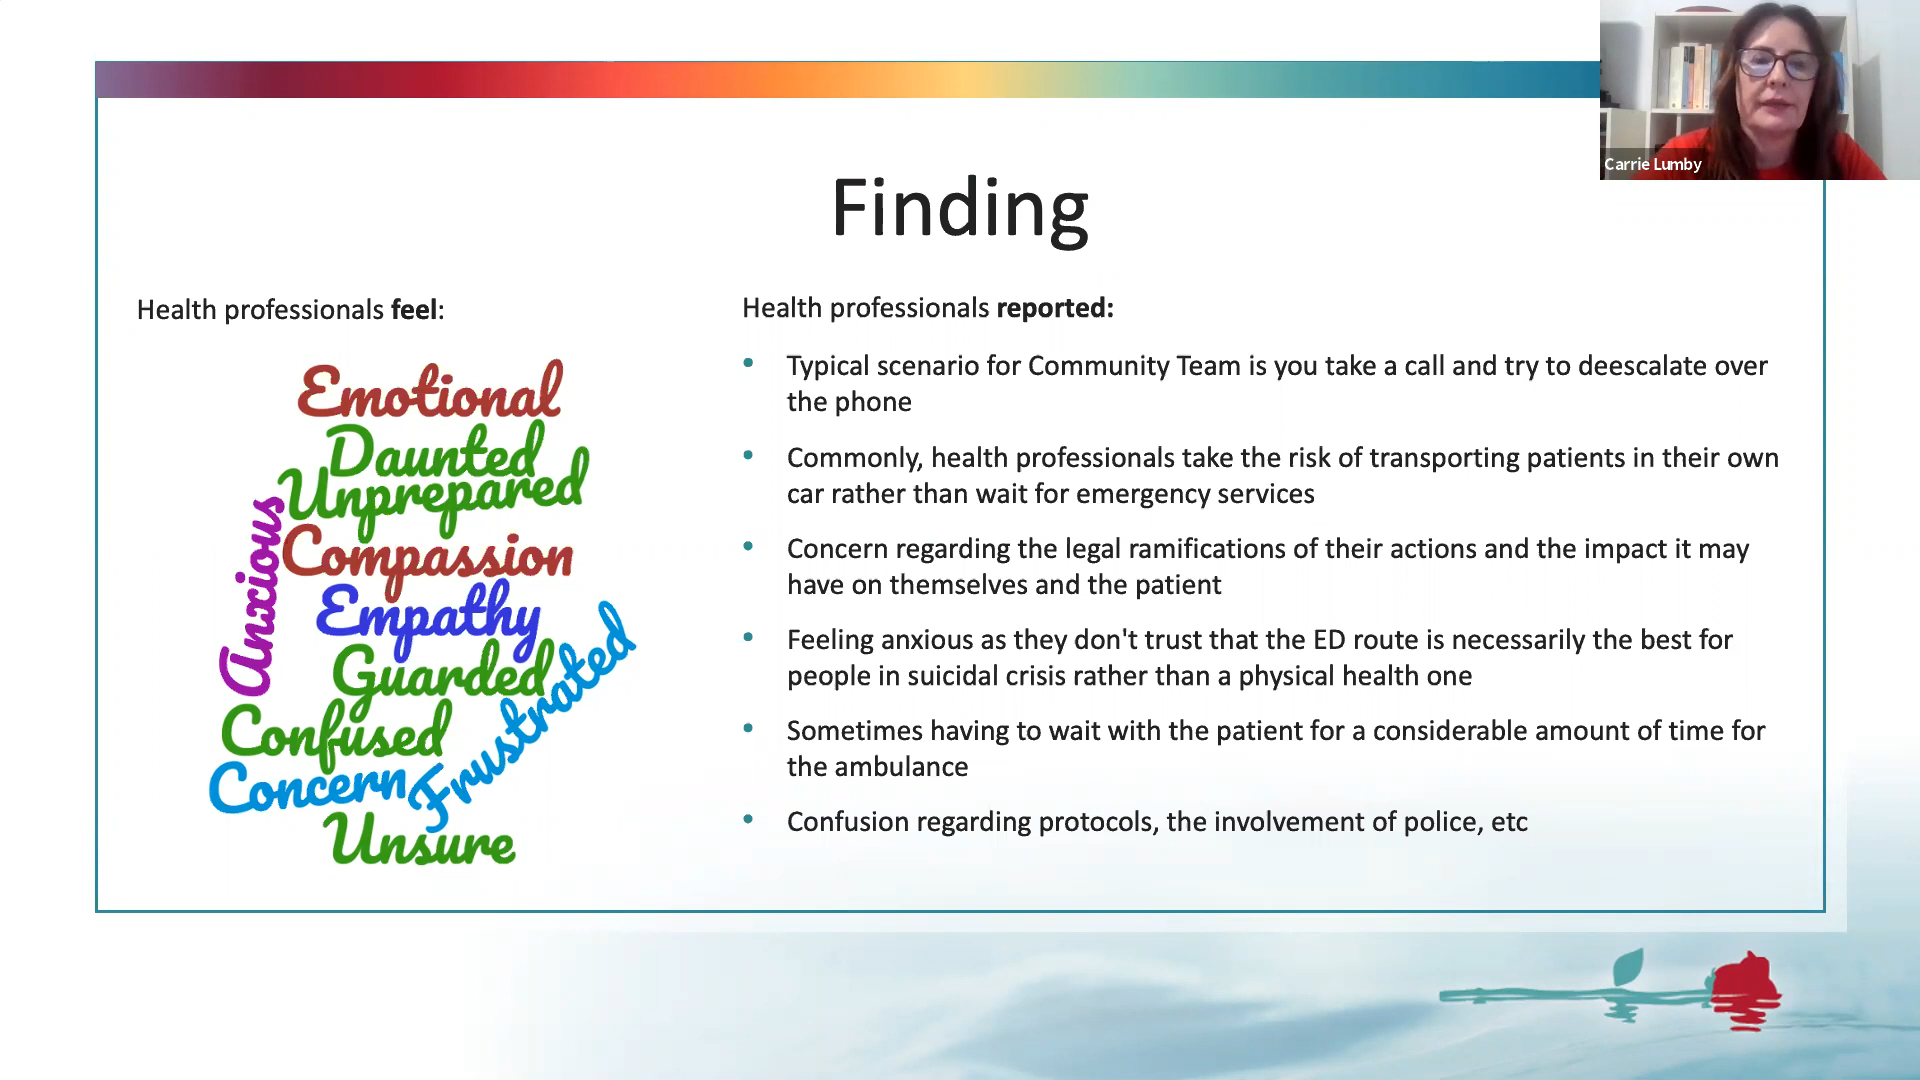 Carrie Lumby
Finding
Health professionals feel:
Emotional
Daunted
Unprepared
Anxious
Compassion
Empathy
Guarded
Frustrated
Confused
Concern
Unsure
Health professionals reported:
• Typical scenario for Community Team is you take a call and try to deescalate over
the phone
• Commonly, health professionals take the risk of transporting patients in their own
car rather than wait for emergency services
• Concern regarding the legal ramifications of their actions and the impact it may
have on themselves and the patient
• Feeling anxious as they don't trust that the ED route is necessarily the best for
people in suicidal crisis rather than a physical health one
• Sometimes having to wait with the patient for a considerable amount of time for
the ambulance
• Confusion regarding protocols, the involvement of police, etc